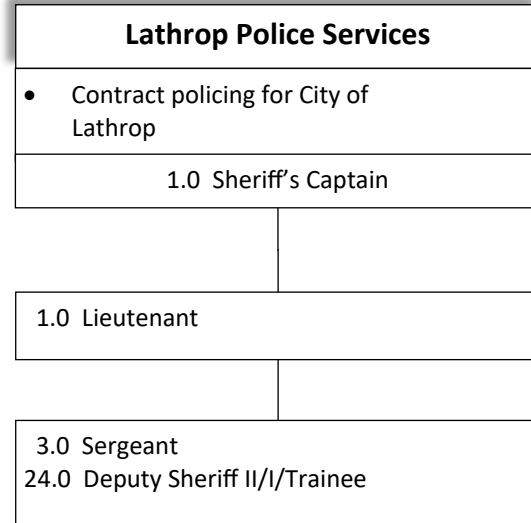 Lathrop Police Services
• Contract policing for City of
Lathrop
1.0 Sheriff’s Captain
1.0 Lieutenant
3.0 Sergeant
24.0 Deputy Sheriff II/I/Trainee